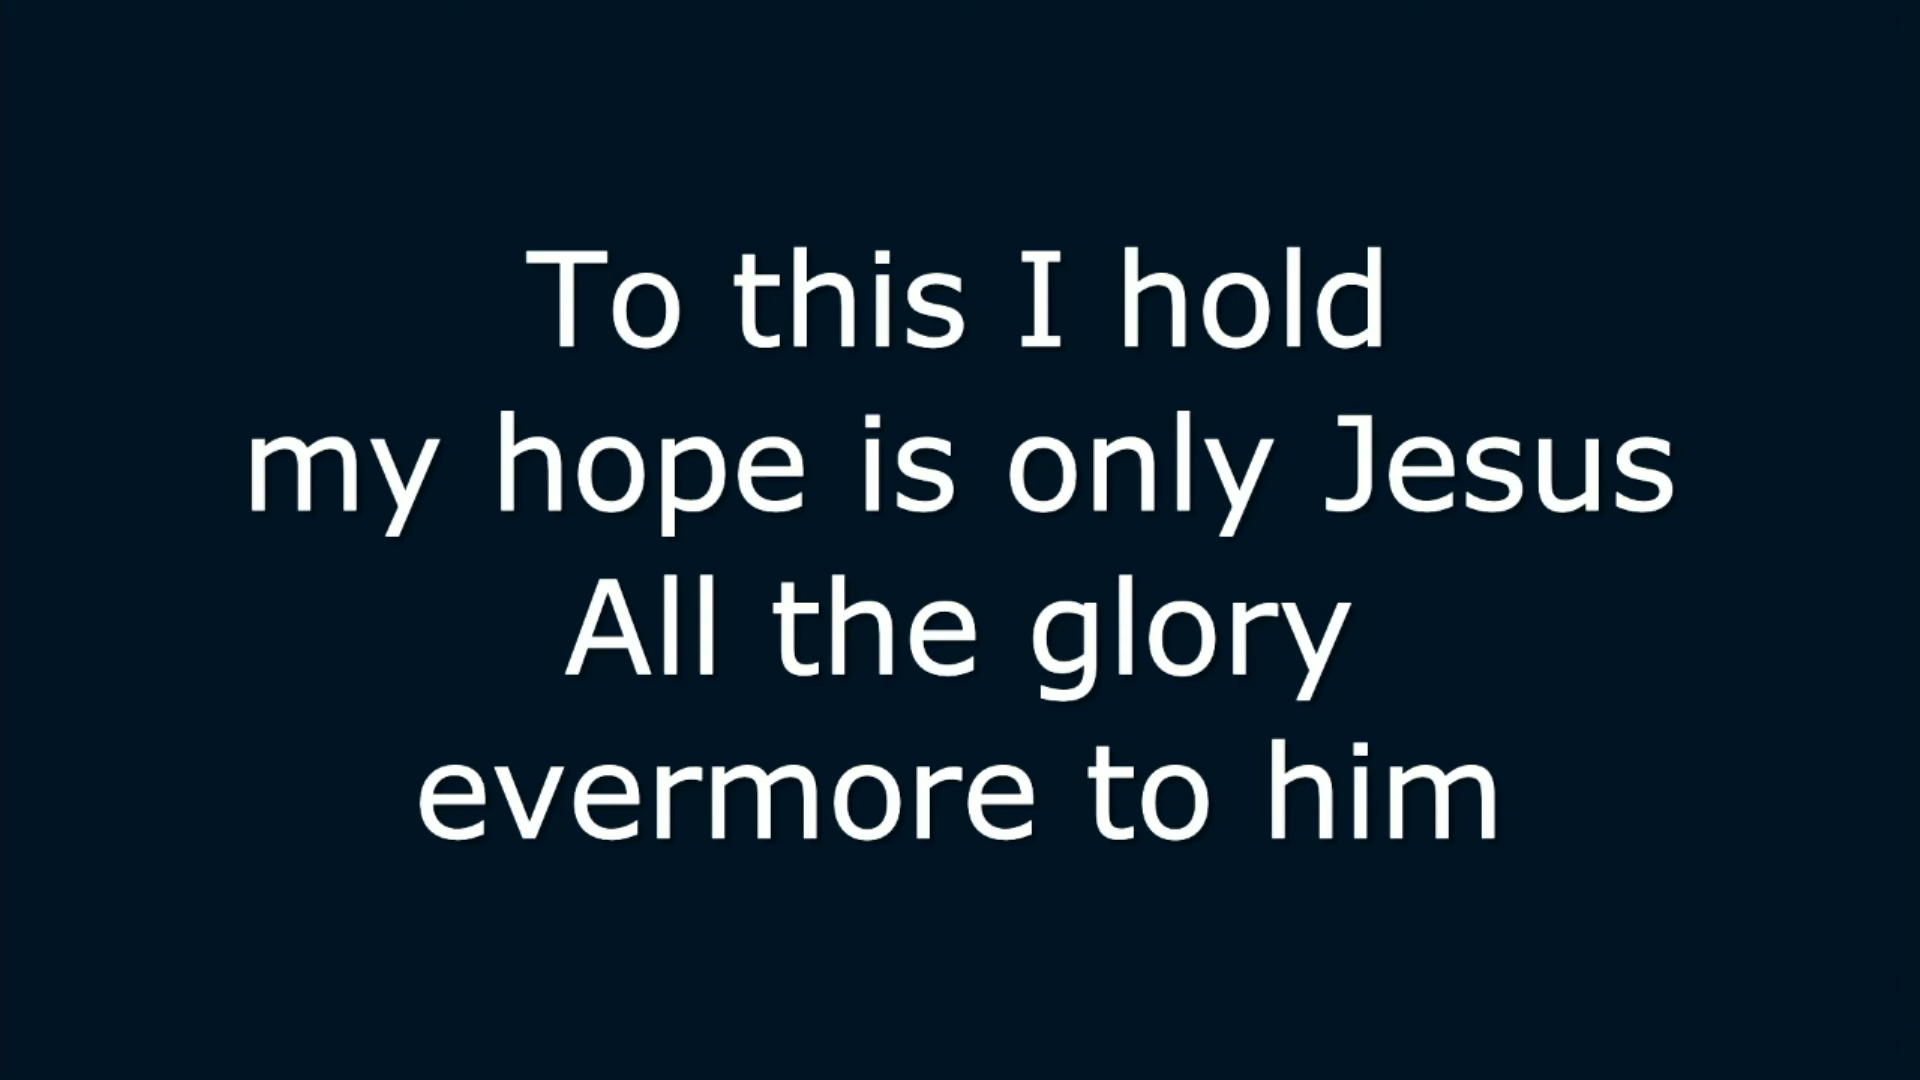 To this I hold
my hope is only Jesus
All the glory
evermore to him